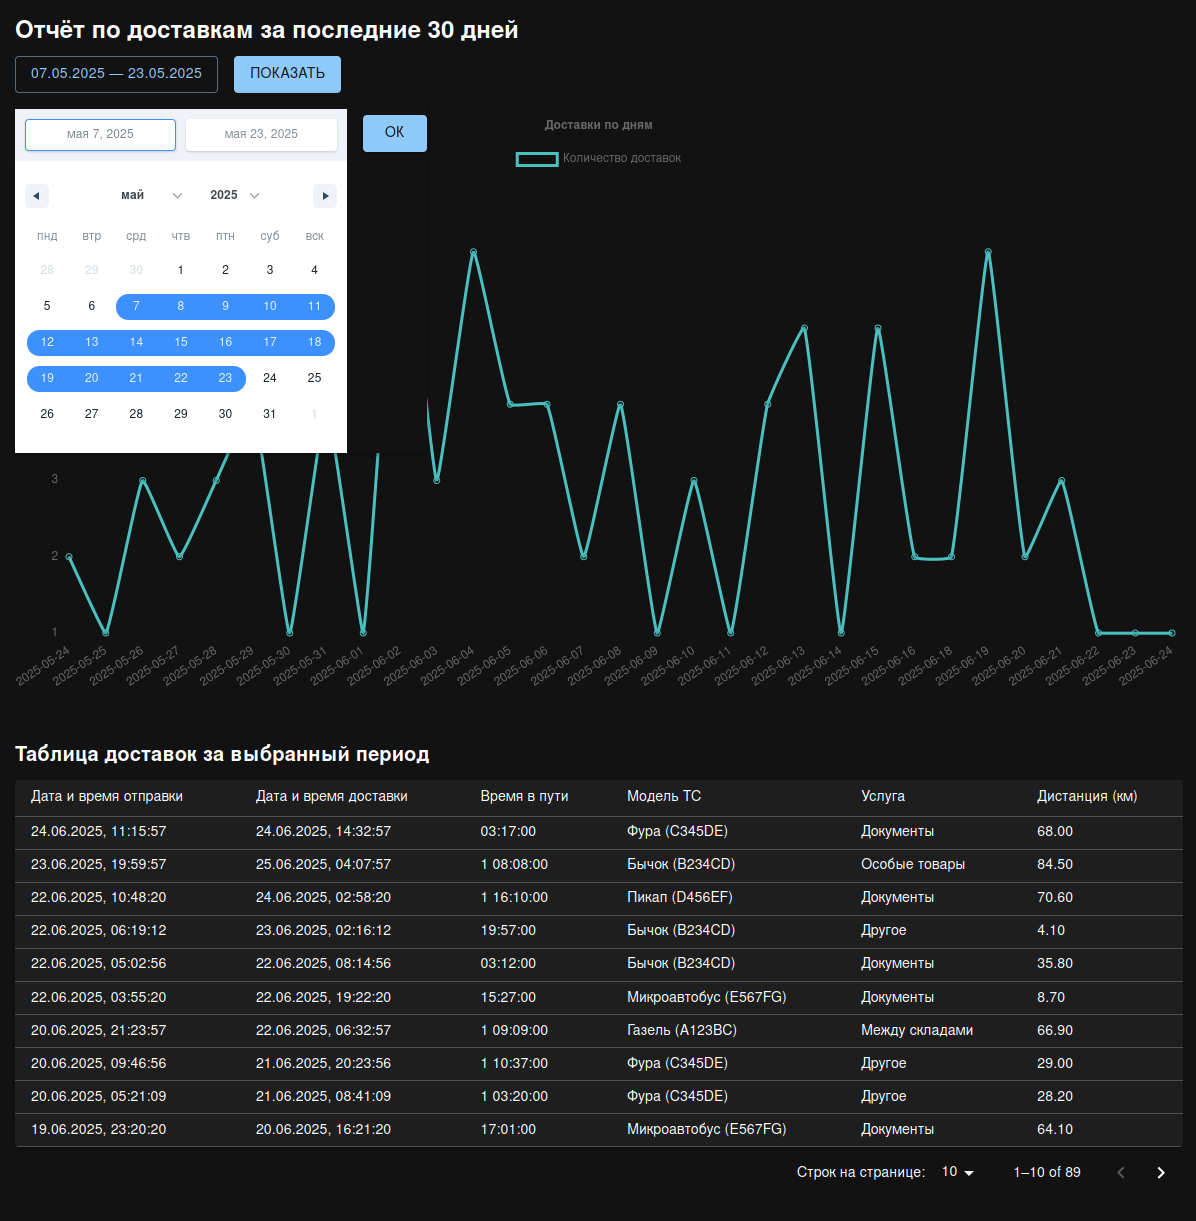 Отчёт по доставкам за последние 30 дней
07.05.2025 — 23.05.2025 ПОКАЗАТЬ
мая 7, 2025 мая 23, 2025 ОК
Доставки по дням
Количество доставок
май 2025
пнд втр срд чтв птн суб вск
28 29 30 1 2 3 4
5 6 7 8 9 10 11
12 13 14 15 16 17 18
19 20 21 22 23 24 25
26 27 28 29 30 31 1
3
2
1
2025-05-24 2025-05-25 2025-05-26 2025-05-27 2025-05-28 2025-05-29 2025-05-30 2025-05-31 2025-06-01 2025-06-02 2025-06-03 2025-06-04 2025-06-05 2025-06-06 2025-06-07 2025-06-08 2025-06-09 2025-06-10 2025-06-11 2025-06-12 2025-06-13 2025-06-14 2025-06-15 2025-06-16 2025-06-18 2025-06-19 2025-06-20 2025-06-21 2025-06-22 2025-06-23 2025-06-24
Таблица доставок за выбранный период
Дата и время отправки Дата и время доставки Время в пути Модель ТС Услуга Дистанция (км)
24.06.2025, 11:15:57 24.06.2025, 14:32:57 03:17:00 Фура (C345DE) Документы 68.00
23.06.2025, 19:59:57 25.06.2025, 04:07:57 1 08:08:00 Бычок (B234CD) Особые товары 84.50
22.06.2025, 10:48:20 24.06.2025, 02:58:20 1 16:10:00 Пикап (D456EF) Документы 70.60
22.06.2025, 06:19:12 23.06.2025, 02:16:12 19:57:00 Бычок (B234CD) Другое 4.10
22.06.2025, 05:02:56 22.06.2025, 08:14:56 03:12:00 Бычок (B234CD) Документы 35.80
22.06.2025, 03:55:20 22.06.2025, 19:22:20 15:27:00 Микроавтобус (E567FG) Документы 8.70
20.06.2025, 21:23:57 22.06.2025, 06:32:57 1 09:09:00 Газель (A123BC) Между складами 66.90
20.06.2025, 09:46:56 21.06.2025, 20:23:56 1 10:37:00 Фура (C345DE) Другое 29.00
20.06.2025, 05:21:09 21.06.2025, 08:41:09 1 03:20:00 Фура (C345DE) Другое 28.20
19.06.2025, 23:20:20 20.06.2025, 16:21:20 17:01:00 Микроавтобус (E567FG) Документы 64.10
Строк на странице: 10 1–10 of 89